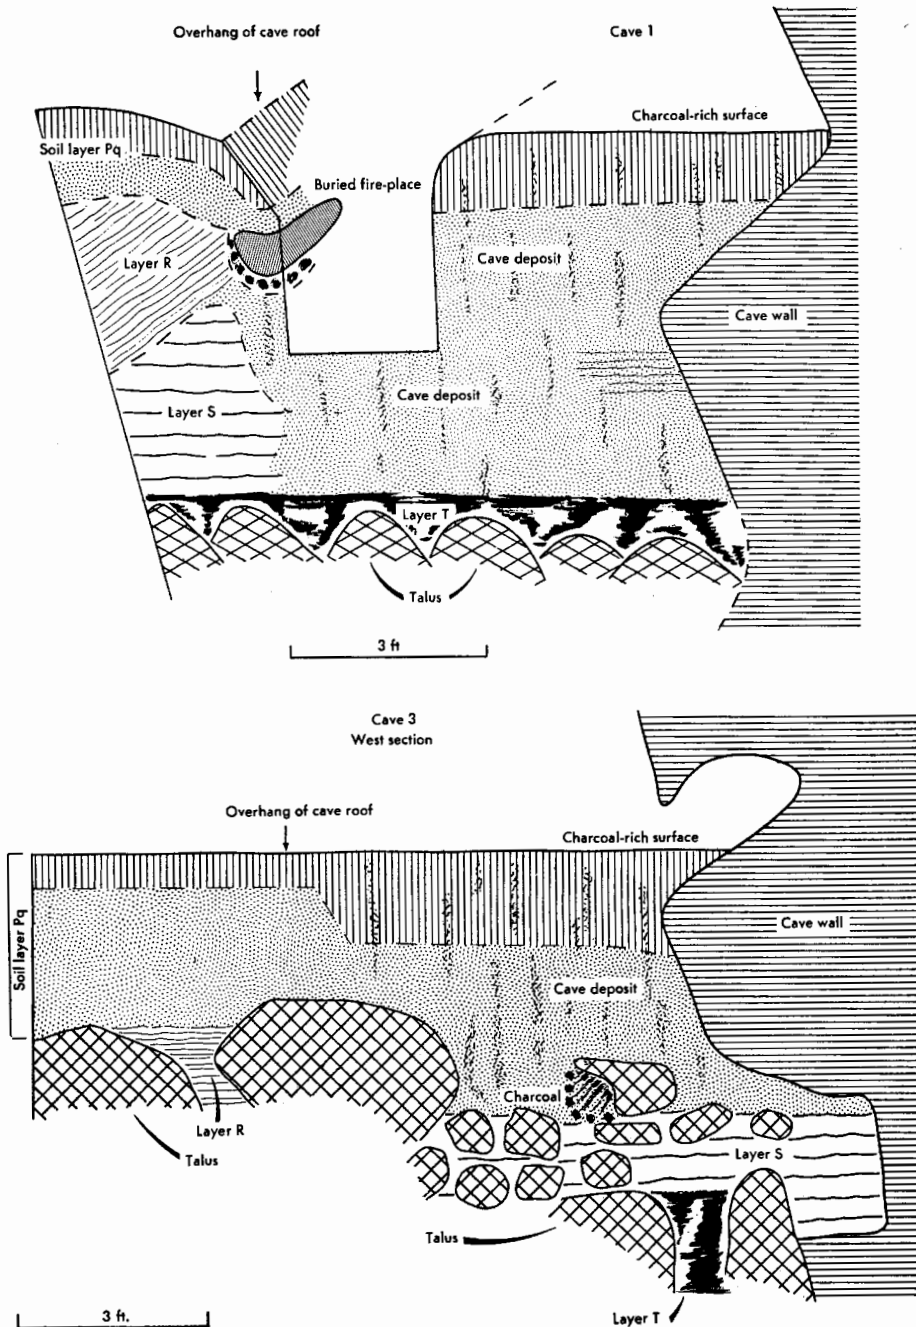 Overhang of cave roof
Cave 1
Charcoal-rich surface
Soil layer Pq
Buried fire-place
Layer R
Cave deposit
Cave wall
Cave deposit
Layer S
Layer T
Talus
3 ft
Cave 3
West section
Overhang of cave roof
Charcoal-rich surface
Soil layer Pq
Cave wall
Cave deposit
Charcoal
Layer R
Talus
Layer S
Talus
3 ft.
Layer T